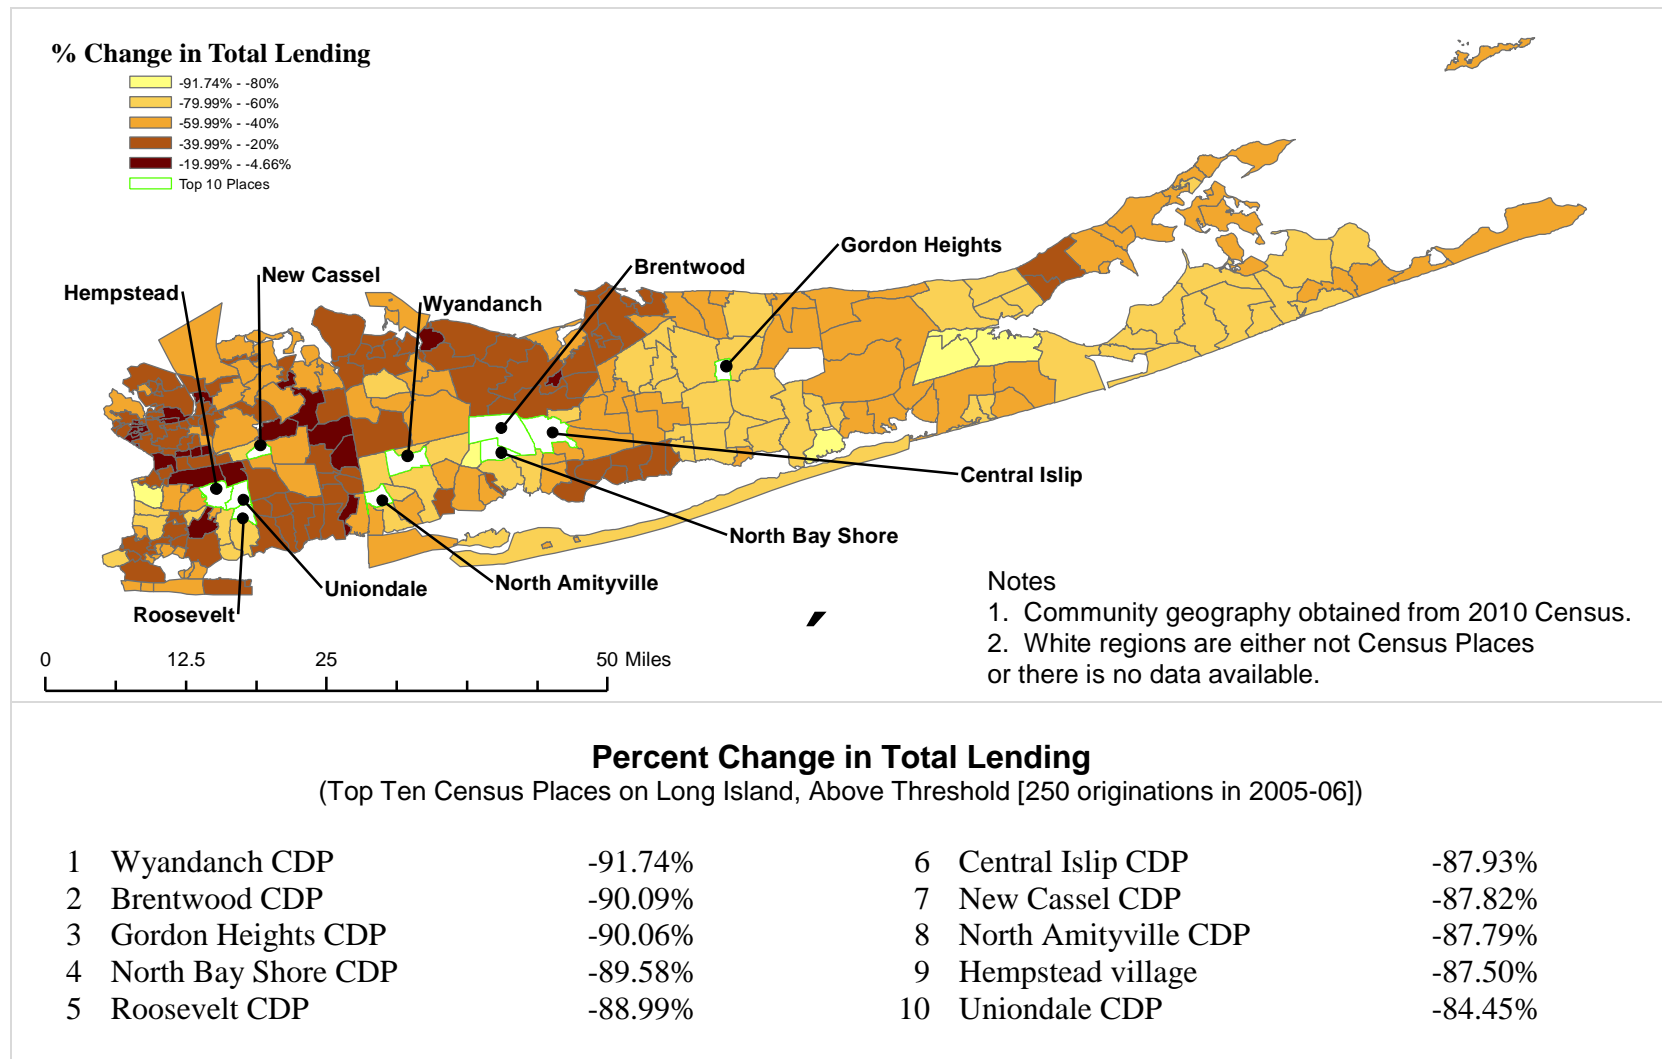 % Change in Total Lending
-91.74% - -80%
-79.99% - -60%
-59.99% - -40%
-39.99% - -20%
-19.99% - -4.66%
Top 10 Places
Gordon Heights
Brentwood
New Cassel
Hempstead
Wyandanch
Central Islip
North Bay Shore
North Amityville
Uniondale
Roosevelt
0 12.5 25 50 Miles
Notes
1. Community geography obtained from 2010 Census.
2. White regions are either not Census Places
or there is no data available.
Percent Change in Total Lending
(Top Ten Census Places on Long Island, Above Threshold [250 originations in 2005-06])
1 Wyandanch CDP -91.74% 6 Central Islip CDP -87.93%
2 Brentwood CDP -90.09% 7 New Cassel CDP -87.82%
3 Gordon Heights CDP -90.06% 8 North Amityville CDP -87.79%
4 North Bay Shore CDP -89.58% 9 Hempstead village -87.50%
5 Roosevelt CDP -88.99% 10 Uniondale CDP -84.45%